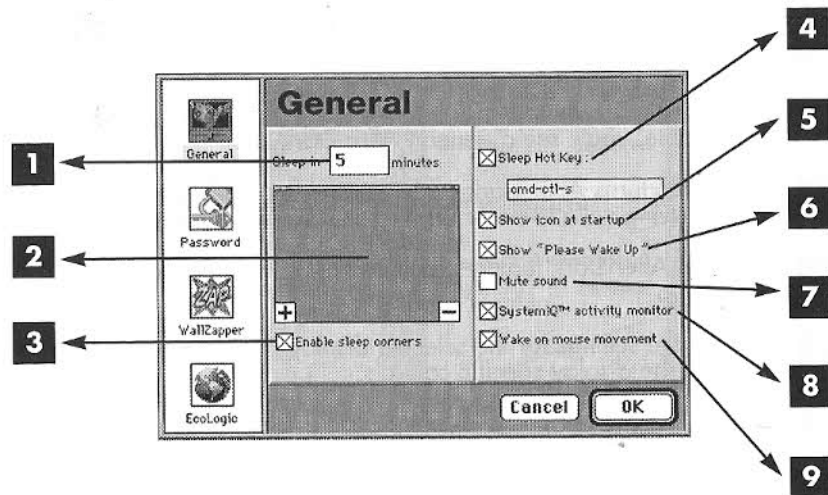 General
General
Password
WallZapper
EcoLogic
Sleep in 5 minutes
+ −
Enable sleep corners
Sleep Hot Key :
cmd-ctl-s
Show icon at startup
Show "Please Wake Up"
Mute sound
SystemIQ™ activity monitor
Wake on mouse movement
Cancel
OK
1
2
3
4
5
6
7
8
9